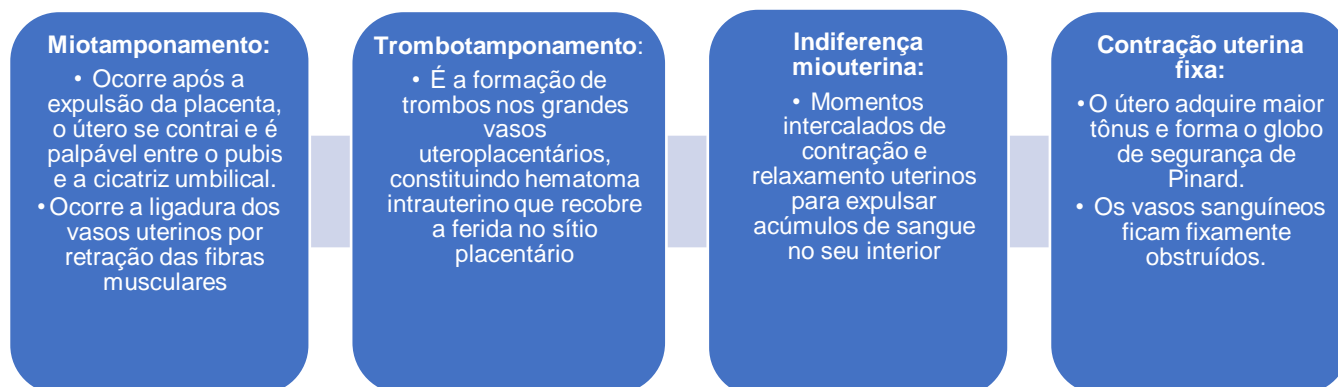 Miotamponamento:
• Ocorre após a
expulsão da placenta,
o útero se contrai e é
palpável entre o pubis
e a cicatriz umbilical.
• Ocorre a ligadura dos
vasos uterinos por
retração das fibras
musculares
Trombotamponamento:
• É a formação de
trombos nos grandes
vasos
uteroplacentários,
constituindo hematoma
intrauterino que recobre
a ferida no sítio
placentário
Indiferença
miouterina:
• Momentos
intercalados de
contração e
relaxamento uterinos
para expulsar
acúmulos de sangue
no seu interior
Contração uterina
fixa:
• O útero adquire maior
tônus e forma o globo
de segurança de
Pinard.
• Os vasos sanguíneos
ficam fixamente
obstruídos.